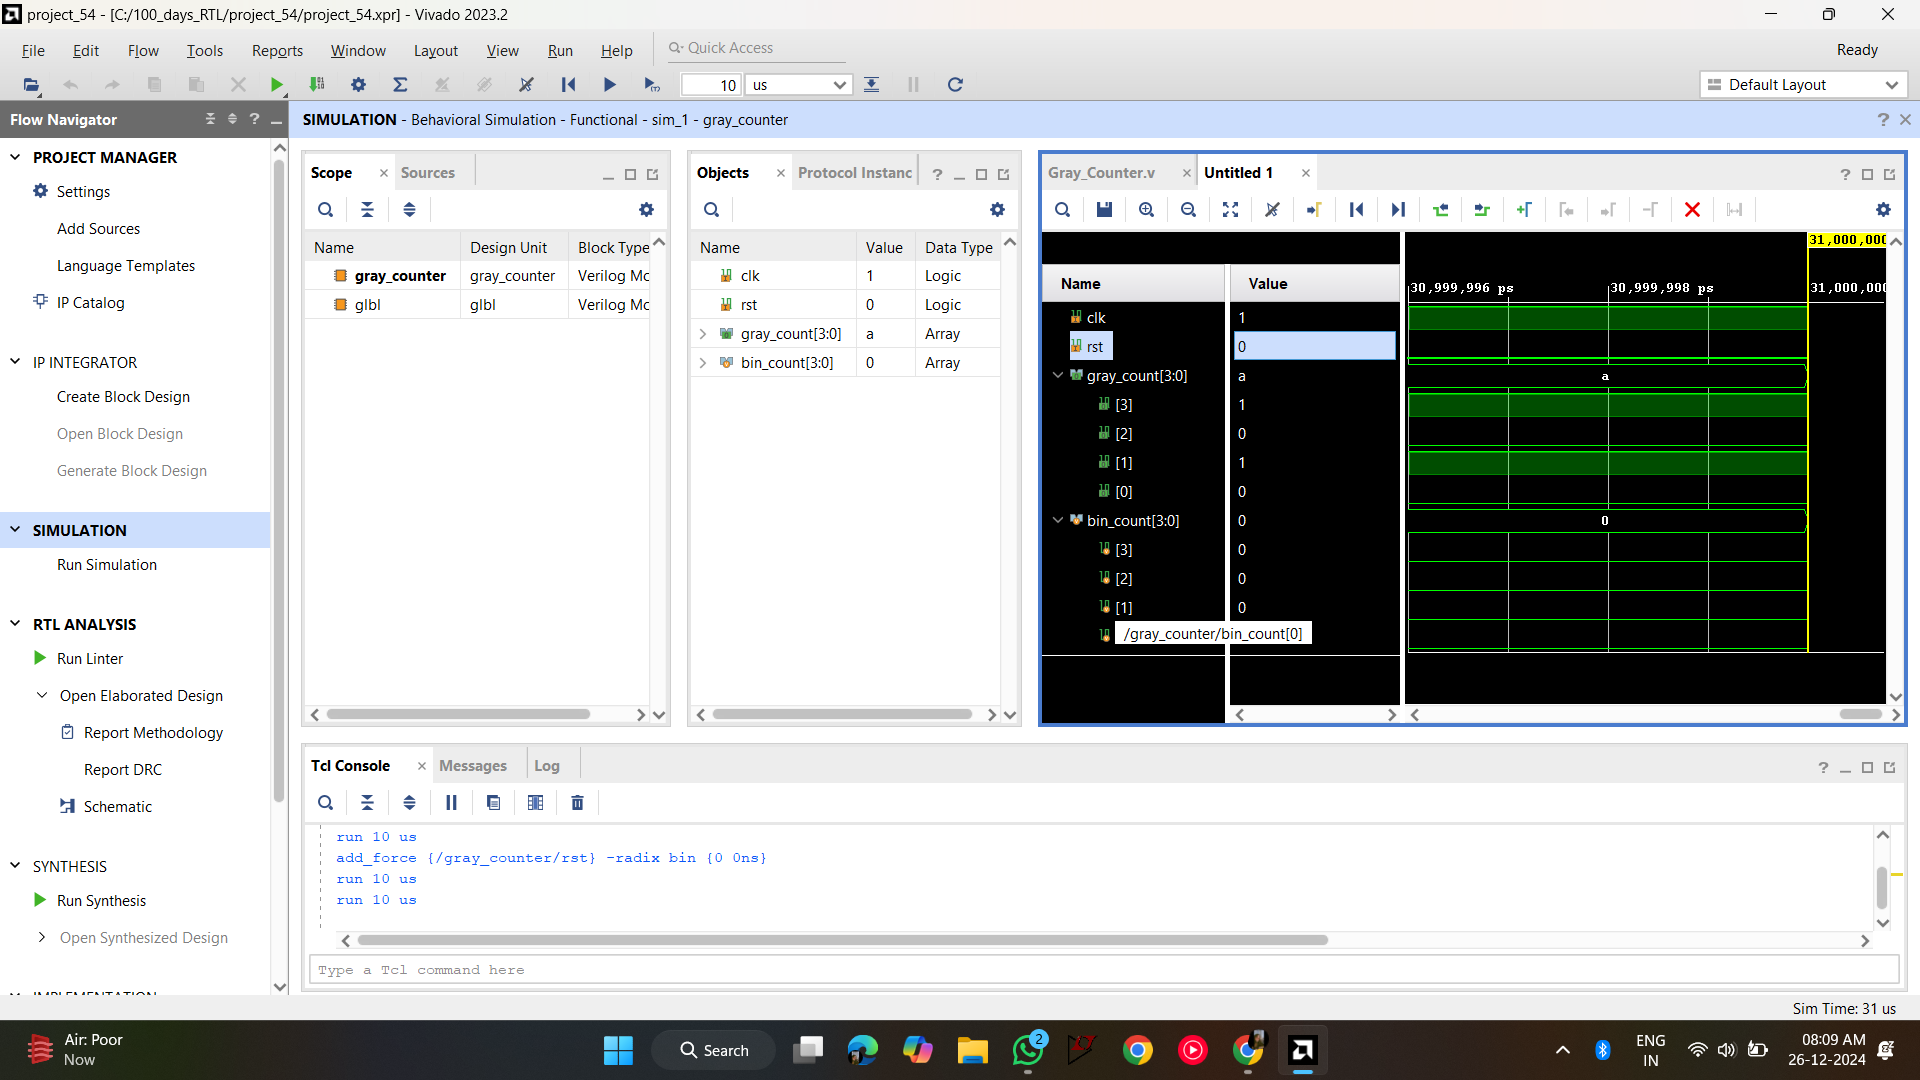 project_54 - [C:/100_days_RTL/project_54/project_54.xpr] - Vivado 2023.2
File Edit Flow Tools Reports Window Layout View Run Help Quick Access Ready
10 us Default Layout
Flow Navigator
SIMULATION - Behavioral Simulation - Functional - sim_1 - gray_counter
PROJECT MANAGER
Settings
Add Sources
Language Templates
IP Catalog
IP INTEGRATOR
Create Block Design
Open Block Design
Generate Block Design
SIMULATION
Run Simulation
RTL ANALYSIS
Run Linter
Open Elaborated Design
Report Methodology
Report DRC
Schematic
SYNTHESIS
Run Synthesis
Open Synthesized Design
Scope Sources
Name Design Unit Block Type
gray_counter gray_counter Verilog Mc
glbl glbl Verilog Mc
Objects Protocol Instanc
Name Value Data Type
clk 1 Logic
rst 0 Logic
gray_count[3:0] a Array
bin_count[3:0] 0 Array
Gray_Counter.v Untitled 1
31,000,000
Name Value 30,999,996 ps 30,999,998 ps 31,000,000
clk 1
rst 0
gray_count[3:0] a a
[3] 1
[2] 0
[1] 1
[0] 0
bin_count[3:0] 0 0
[3] 0
[2] 0
[1] 0
/gray_counter/bin_count[0]
Tcl Console Messages Log
run 10 us
add_force {/gray_counter/rst} -radix bin {0 0ns}
run 10 us
run 10 us
Type a Tcl command here
Sim Time: 31 us
Air: Poor
Now
Search
2
ENG
IN
08:09 AM
26-12-2024